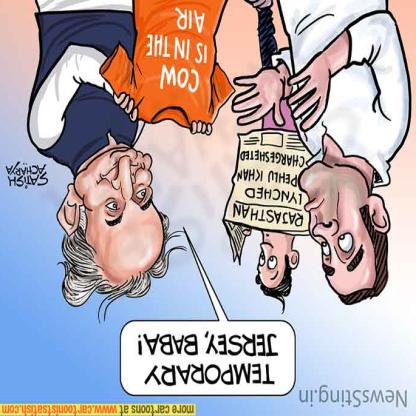 NewsSting.in
TEMPORARY
JERSEY, BABA!
RAJASTHAN
LYNCHED
PEHLU KHAN
CHARGESHEETED
COW
IS IN THE
AIR
SATISH
ACHARYA
more cartoons at www.cartoonistsatish.com